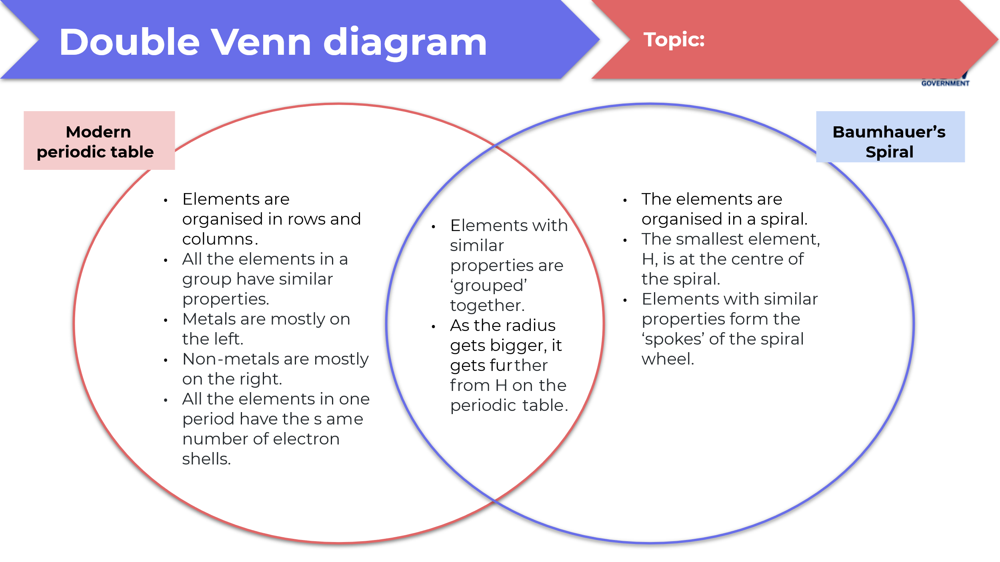 Double Venn diagram
Topic:
GOVERNMENT
Modern
periodic table
Baumhauer’s
Spiral
• Elements are
organised in rows and
columns.
• All the elements in a
group have similar
properties.
• Metals are mostly on
the left.
• Non-metals are mostly
on the right.
• All the elements in one
period have the s ame
number of electron
shells.
• Elements with
similar
properties are
‘grouped’
together.
• As the radius
gets bigger, it
gets further
from H on the
periodic table.
• The elements are
organised in a spiral.
• The smallest element,
H, is at the centre of
the spiral.
• Elements with similar
properties form the
‘spokes’ of the spiral
wheel.